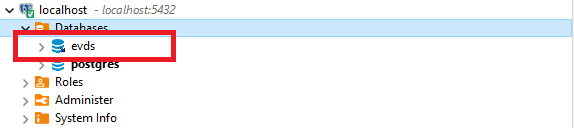 localhost - localhost:5432
Databases
evds
postgres
Roles
Administer
System Info